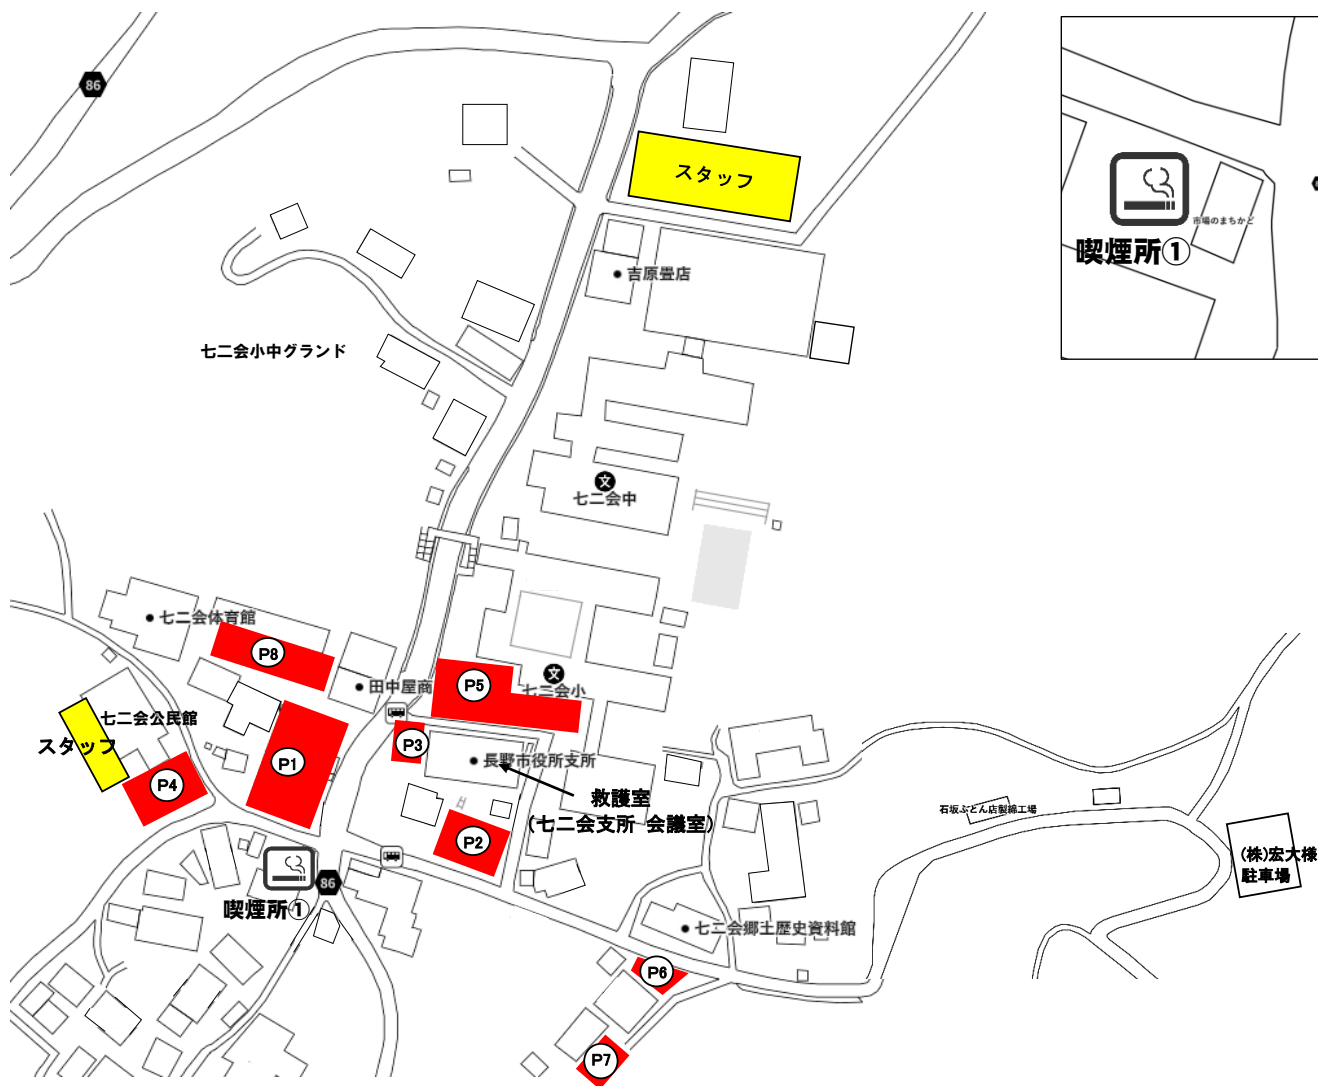 86
スタッフ
市場のまちかど
喫煙所①
吉原畳店
七二会小中グランド
文
七二会中
七二会体育館
P8
文
七二会小
P5
田中屋商
七二会公民館
スタッフ
P3
P1
長野市役所支所
P4
救護室
(七二会支所 会議室)
P2
石坂ふとん店製綿工場
(株)宏大様
駐車場
86
喫煙所①
七二会郷土歴史資料館
P6
P7